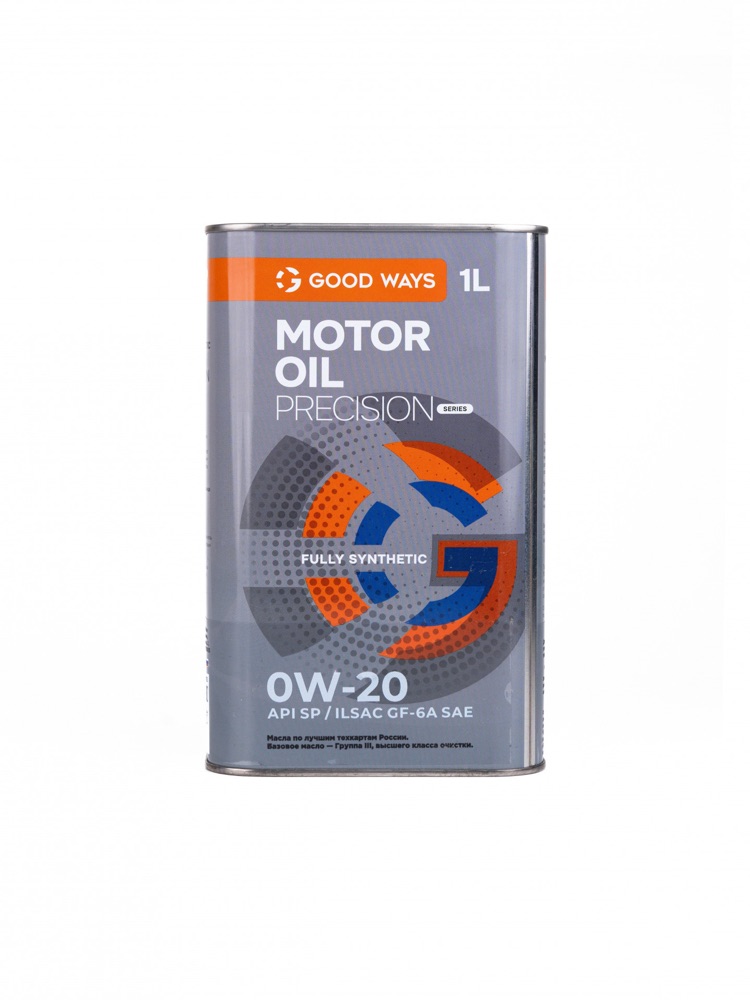 GOOD WAYS 1L
MOTOR
OIL
PRECISION SERIES
FULLY SYNTHETIC
0W-20
API SP / ILSAC GF-6A SAE
Масла по лучшим техкартам России.
Базовое масло — Группа III, высшего класса очистки.